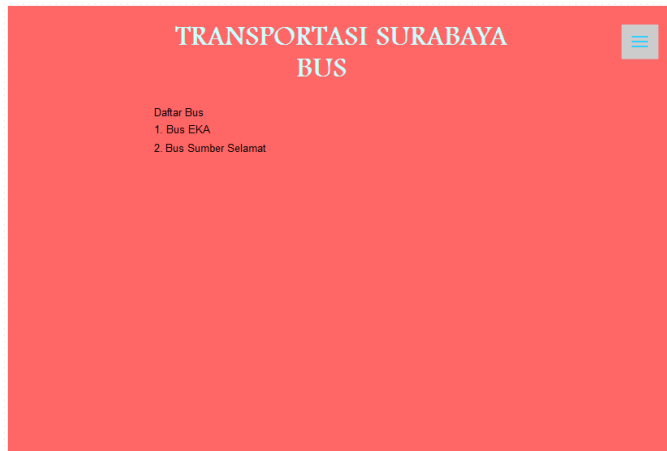 TRANSPORTASI SURABAYA
BUS
Daftar Bus
1. Bus EKA
2. Bus Sumber Selamat